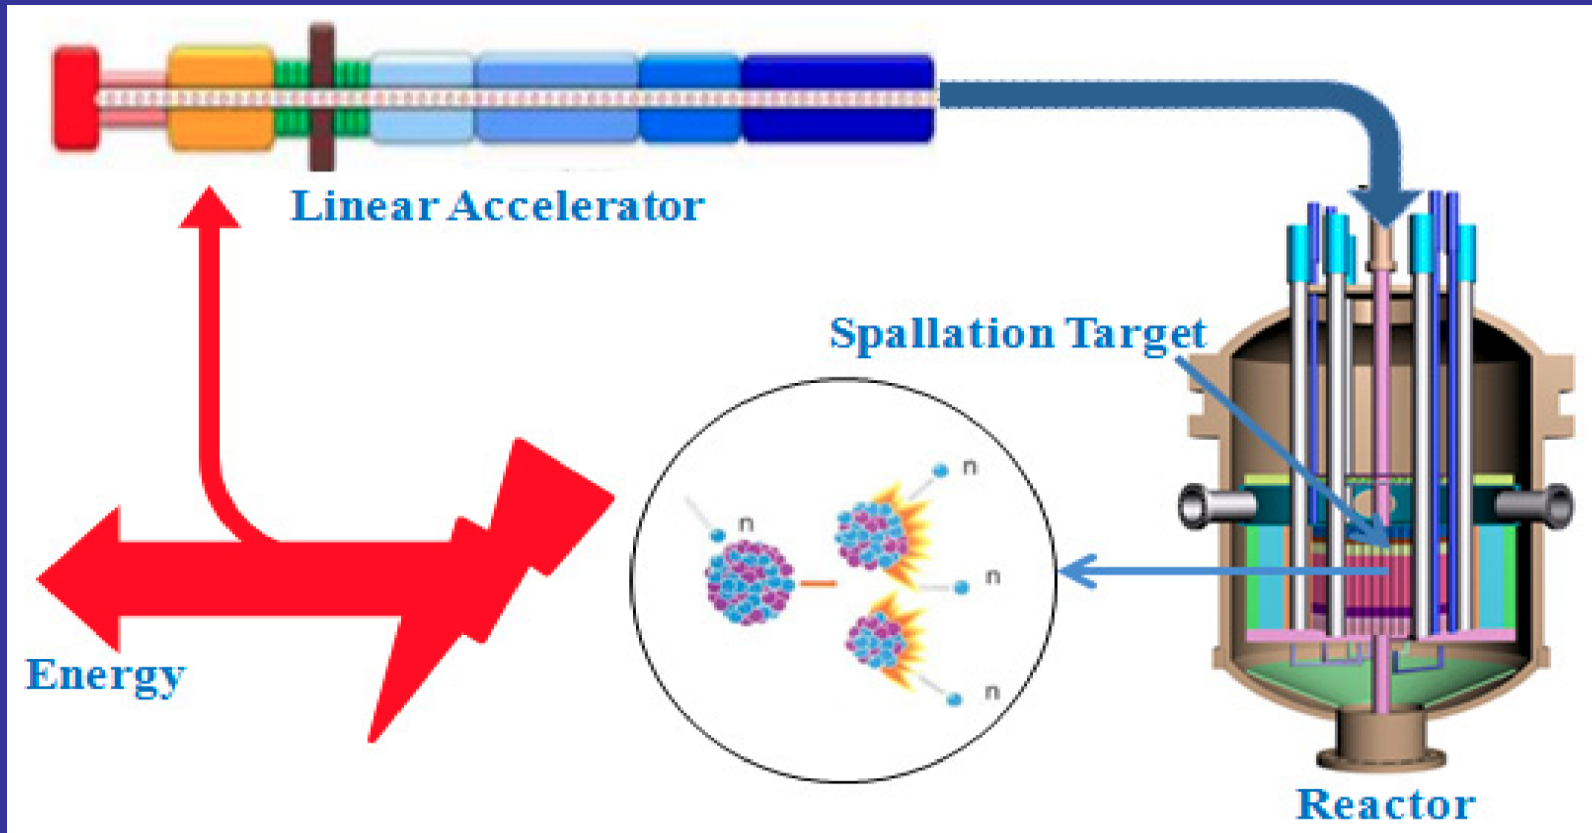 Linear Accelerator
Spallation Target
n
n
n
n
Energy
Reactor